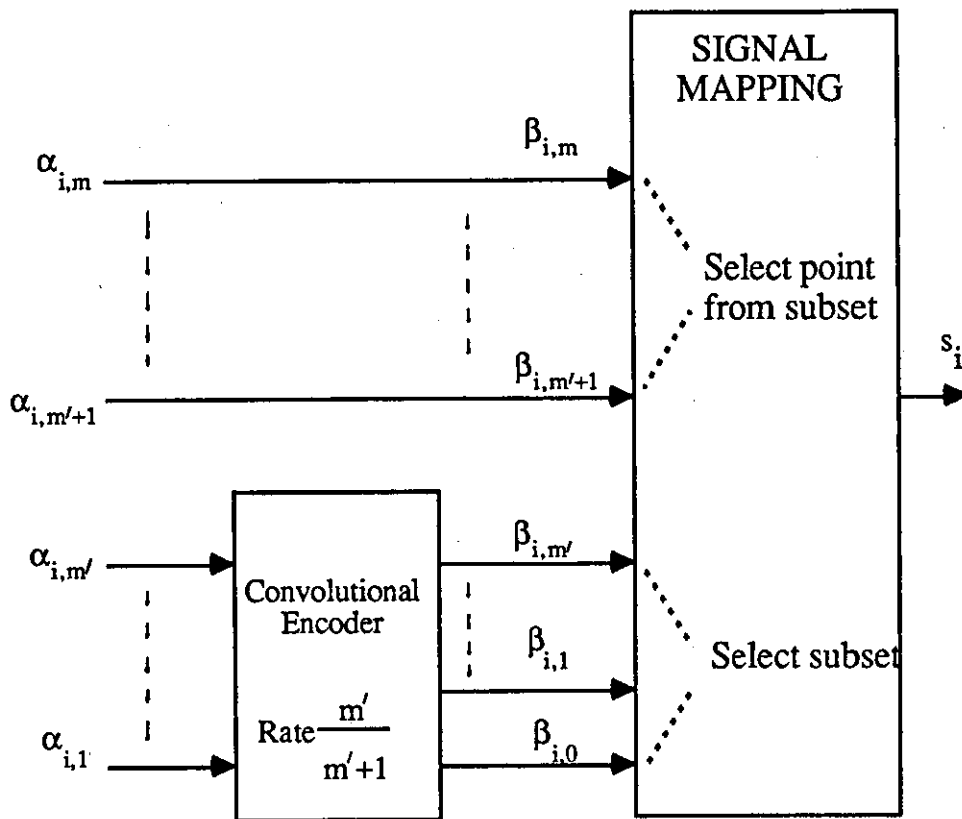 SIGNAL
MAPPING
α_{i,m}
β_{i,m}
Select point
from subset
s_i
β_{i,m′+1}
α_{i,m′+1}
α_{i,m′}
β_{i,m′}
Convolutional
Encoder
β_{i,1}
Select subset
Rate m′/m′+1
α_{i,1}
β_{i,0}